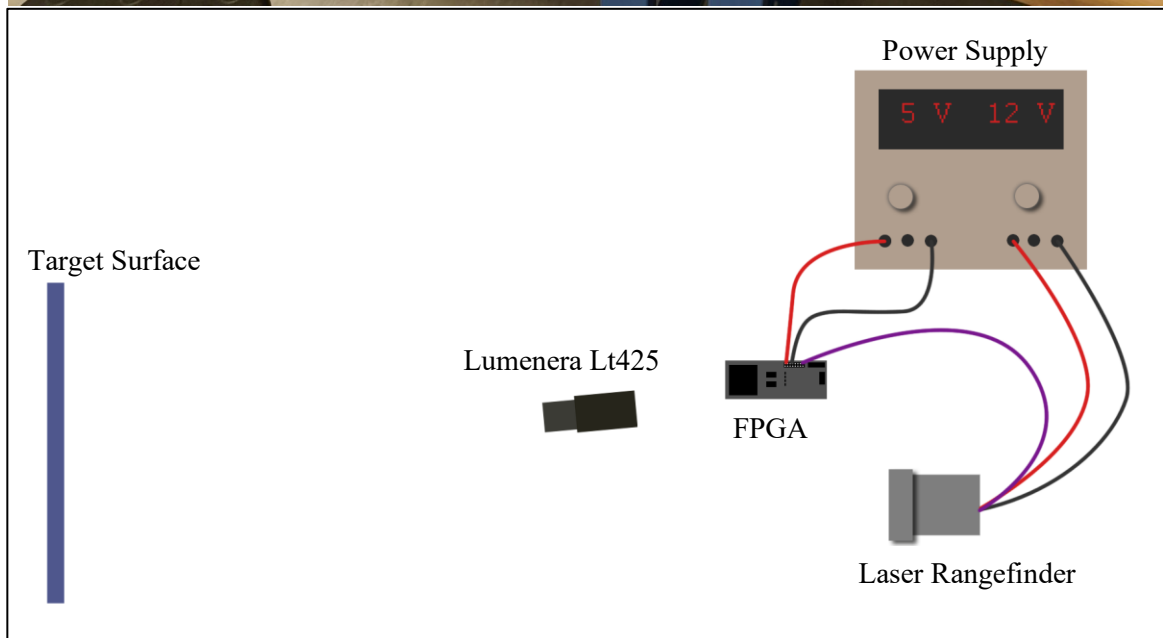 Power Supply
5 V 12 V
Target Surface
Lumenera Lt425
FPGA
Laser Rangefinder